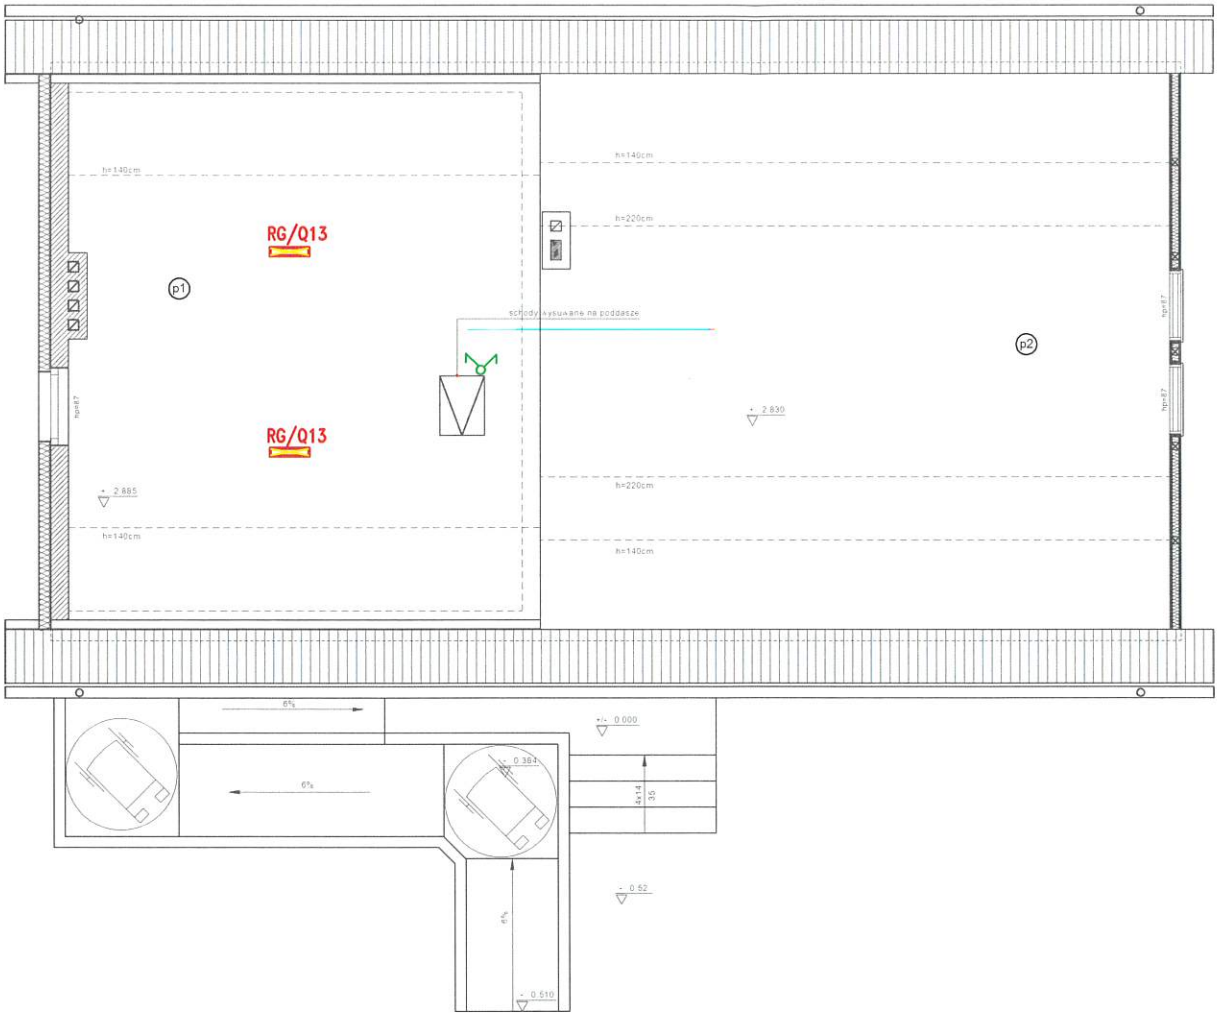 h=140cm
h=140cm
h=220cm
RG/Q13
p1
schody wysuwane na poddasze
hp=87
p2
hp=87
hp=87
+ 2.830
RG/Q13
+ 2.885
h=220cm
h=140cm
h=140cm
6%
+/- 0.000
- 0.384
6%
4x14
35
- 0.52
6%
- 0.510